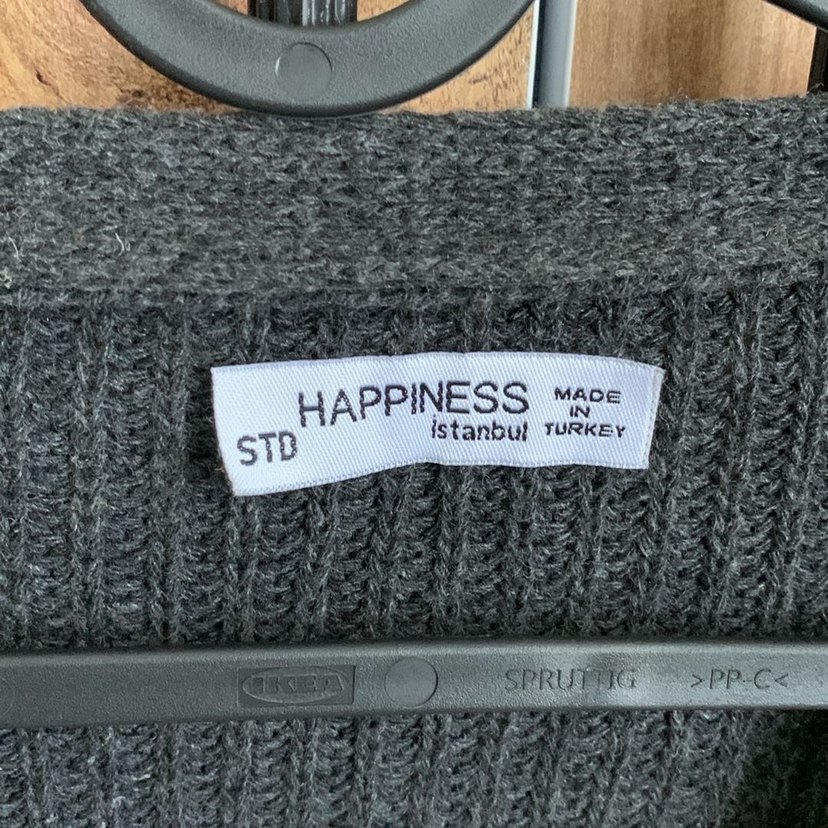 STD
HAPPINESS
istanbul
MADE
IN
TURKEY
IKEA
SPRUTTIG >PP-C<